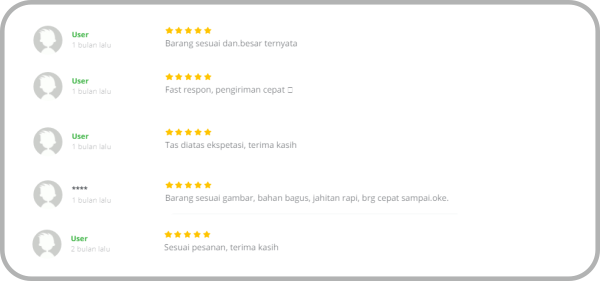 User
1 bulan lalu
Barang sesuai dan.besar ternyata
User
1 bulan lalu
Fast respon, pengiriman cepat □
User
1 bulan lalu
Tas diatas ekspetasi, terima kasih
****
1 bulan lalu
Barang sesuai gambar, bahan bagus, jahitan rapi, brg cepat sampai.oke.
User
2 bulan lalu
Sesuai pesanan, terima kasih